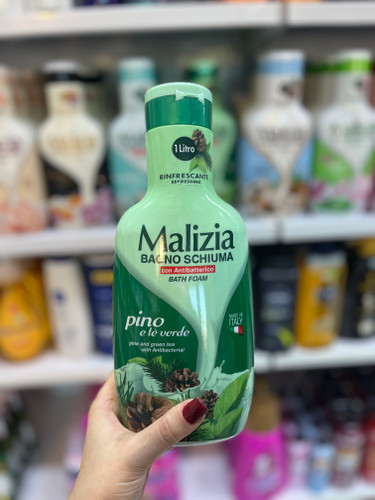 1 Litro
RINFRESCANTE
REFRESHING
Malizia
BAGNO SCHIUMA
con Antibatterico
BATH FOAM
MADE IN
ITALY
pino
e tè verde
pine and green tea
with Antibacterial